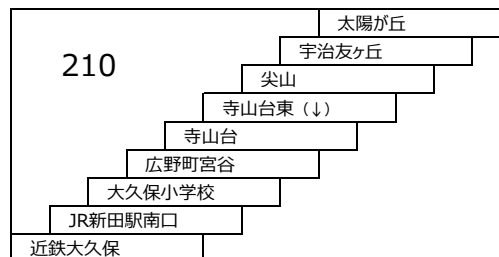 太陽が丘
宇治友ヶ丘
210
尖山
寺山台東（↓）
寺山台
広野町宮谷
大久保小学校
JR新田駅南口
近鉄大久保